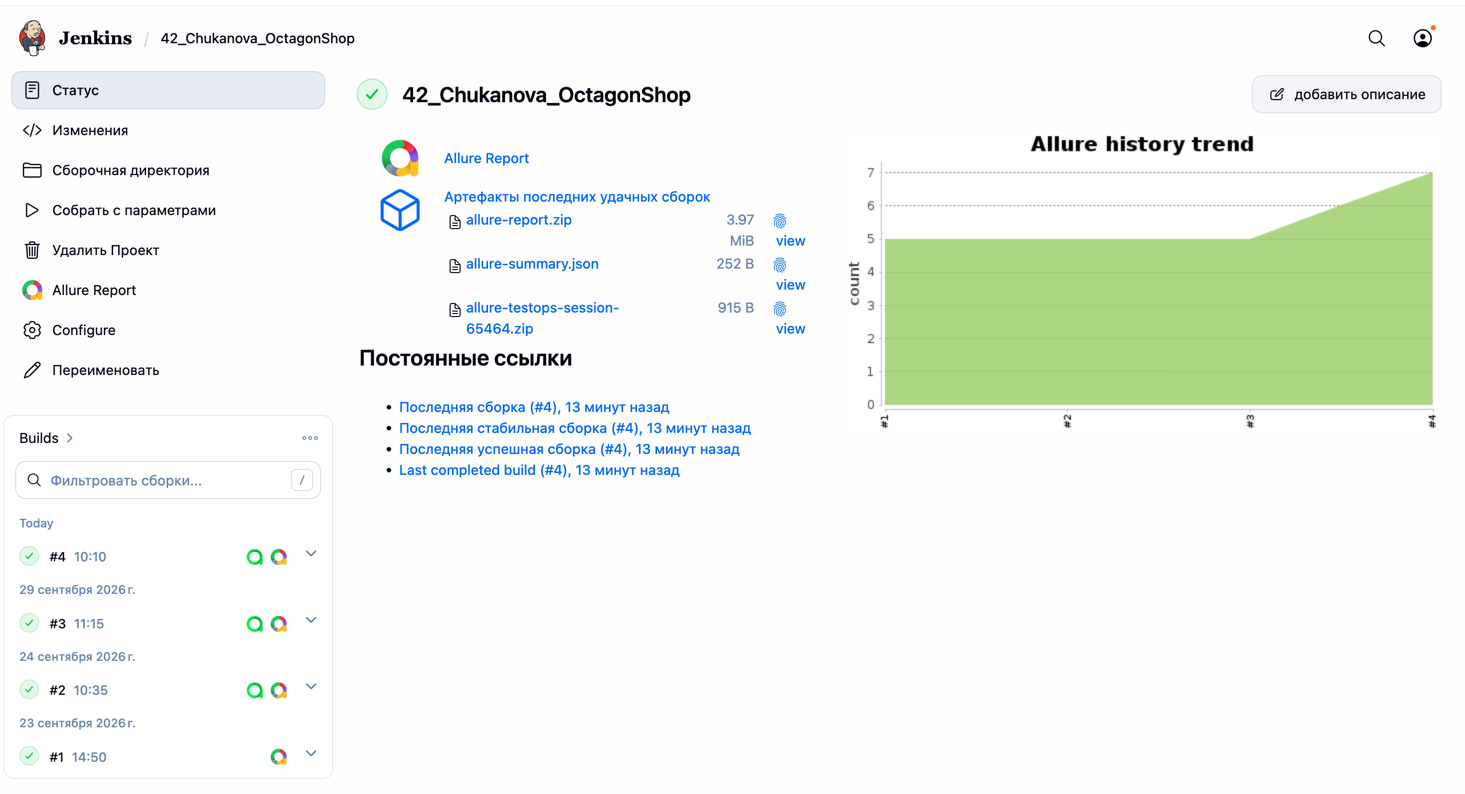 Jenkins / 42_Chukanova_OctagonShop
Статус
Изменения
Сборочная директория
Собрать с параметрами
Удалить Проект
Allure Report
Configure
Переименовать
Builds
Фильтровать сборки...
/
Today
#4 10:10
29 сентября 2026 г.
#3 11:15
24 сентября 2026 г.
#2 10:35
23 сентября 2026 г.
#1 14:50
42_Chukanova_OctagonShop
добавить описание
Allure Report
Артефакты последних удачных сборок
allure-report.zip 3.97
MiB view
allure-summary.json 252 B
view
allure-testops-session- 915 B
65464.zip view
Постоянные ссылки
Последняя сборка (#4), 13 минут назад
Последняя стабильная сборка (#4), 13 минут назад
Последняя успешная сборка (#4), 13 минут назад
Last completed build (#4), 13 минут назад
Allure history trend
count
7
6
5
4
3
2
1
0
#1 #2 #3 #4